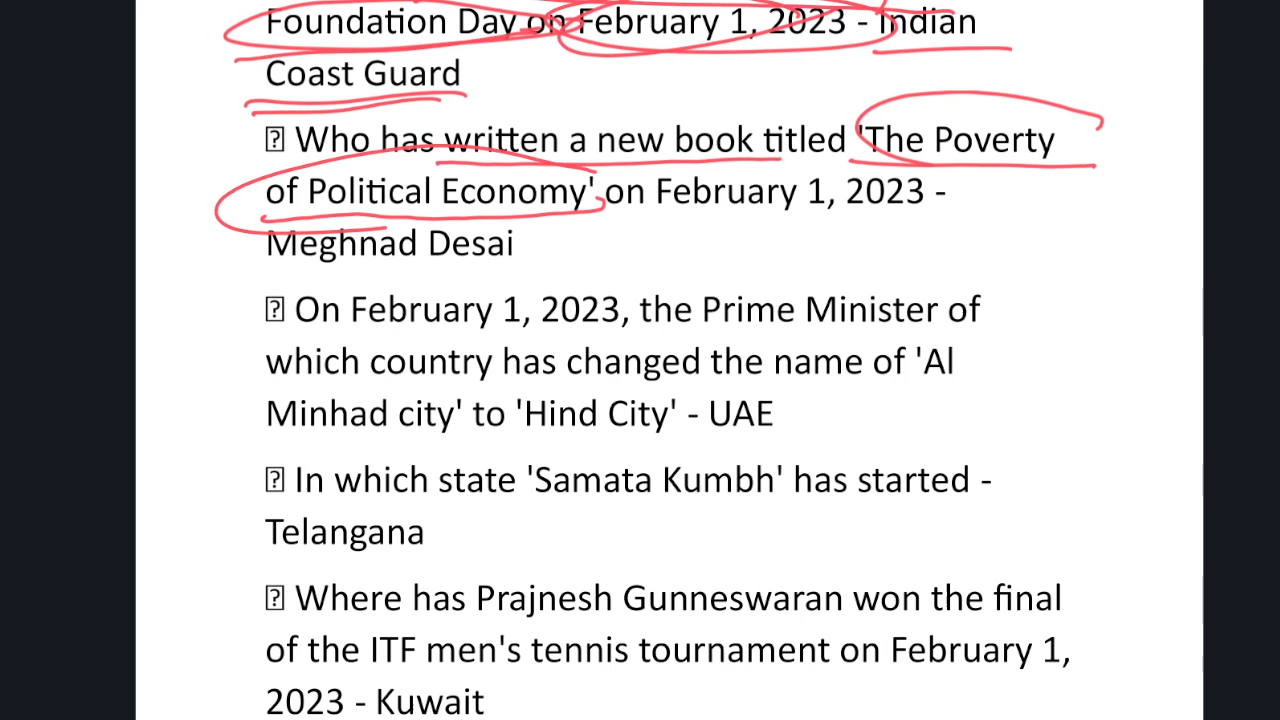 Foundation Day on February 1, 2023 - Indian
Coast Guard
⍰ Who has written a new book titled 'The Poverty
of Political Economy' on February 1, 2023 -
Meghnad Desai
⍰ On February 1, 2023, the Prime Minister of
which country has changed the name of 'Al
Minhad city' to 'Hind City' - UAE
⍰ In which state 'Samata Kumbh' has started -
Telangana
⍰ Where has Prajnesh Gunneswaran won the final
of the ITF men's tennis tournament on February 1,
2023 - Kuwait